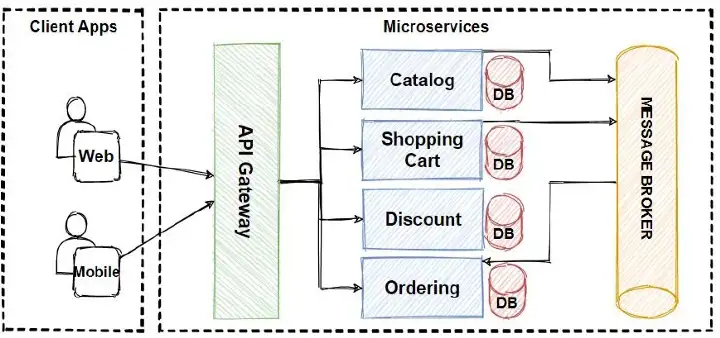 Client Apps
Microservices
Web
Mobile
API Gateway
Catalog
DB
Shopping
Cart
DB
Discount
DB
Ordering
DB
MESSAGE BROKER